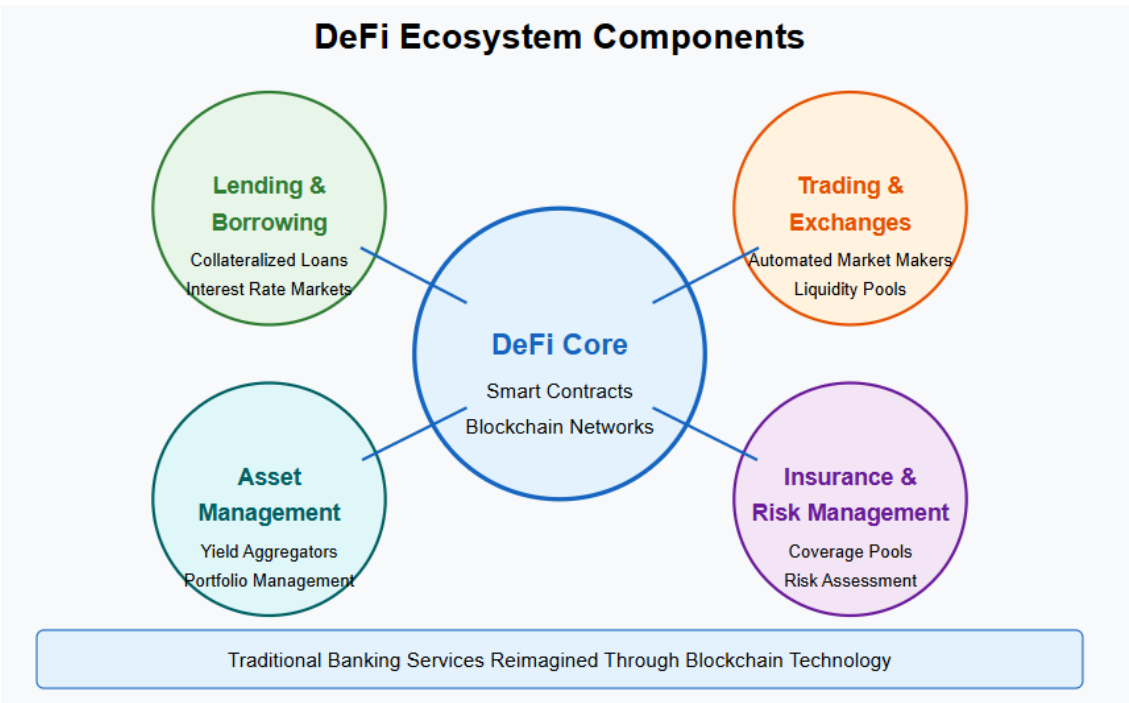 DeFi Ecosystem Components
Lending &
Borrowing
Collateralized Loans
Interest Rate Markets
Trading &
Exchanges
Automated Market Makers
Liquidity Pools
DeFi Core
Smart Contracts
Blockchain Networks
Asset
Management
Yield Aggregators
Portfolio Management
Insurance &
Risk Management
Coverage Pools
Risk Assessment
Traditional Banking Services Reimagined Through Blockchain Technology